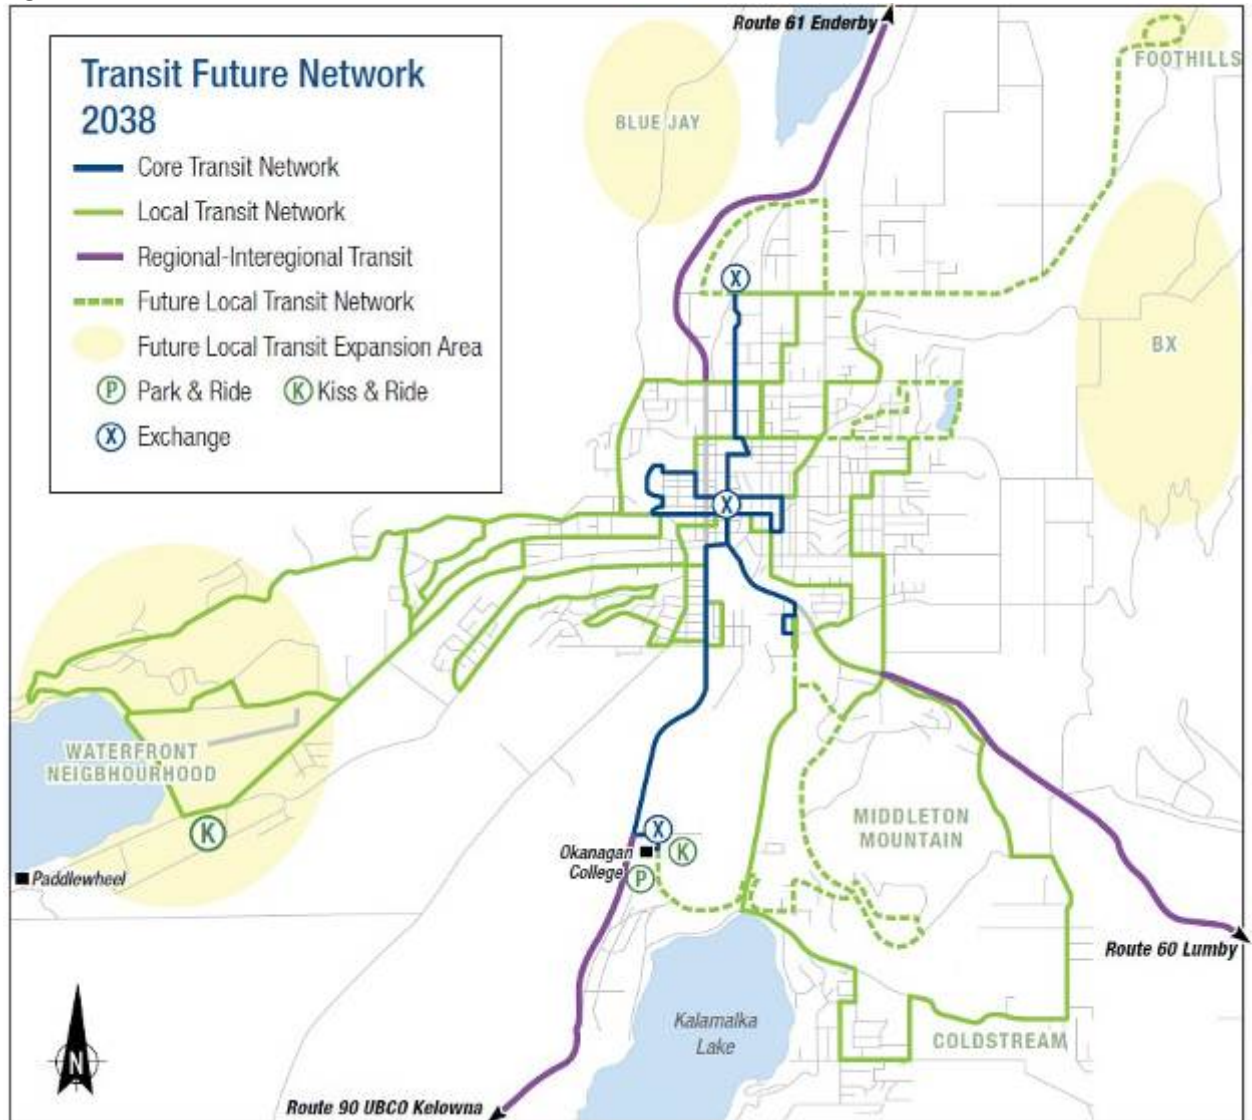 Route 61 Enderby
Transit Future Network
2038
Core Transit Network
Local Transit Network
Regional-Interegional Transit
Future Local Transit Network
Future Local Transit Expansion Area
P Park & Ride K Kiss & Ride
X Exchange
FOOTHILLS
BLUE JAY
X
BX
X
WATERFRONT
NEIGBHOURHOOD
K
Paddlewheel
MIDDLETON
MOUNTAIN
X
Okanagan
College
K
P
Route 60 Lumby
Kalamalka
Lake
COLDSTREAM
N
Route 90 UBCO Kelowna